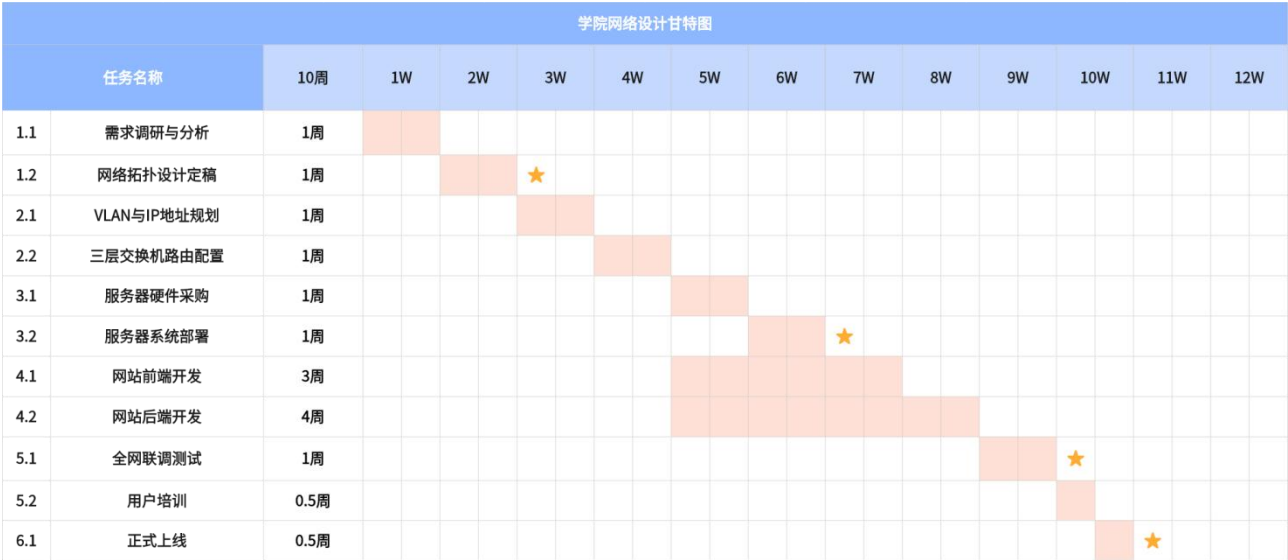 学院网络设计甘特图
任务名称 10周 1W 2W 3W 4W 5W 6W 7W 8W 9W 10W 11W 12W
1.1 需求调研与分析 1周
1.2 网络拓扑设计定稿 1周
2.1 VLAN与IP地址规划 1周
2.2 三层交换机路由配置 1周
3.1 服务器硬件采购 1周
3.2 服务器系统部署 1周
4.1 网站前端开发 3周
4.2 网站后端开发 4周
5.1 全网联调测试 1周
5.2 用户培训 0.5周
6.1 正式上线 0.5周